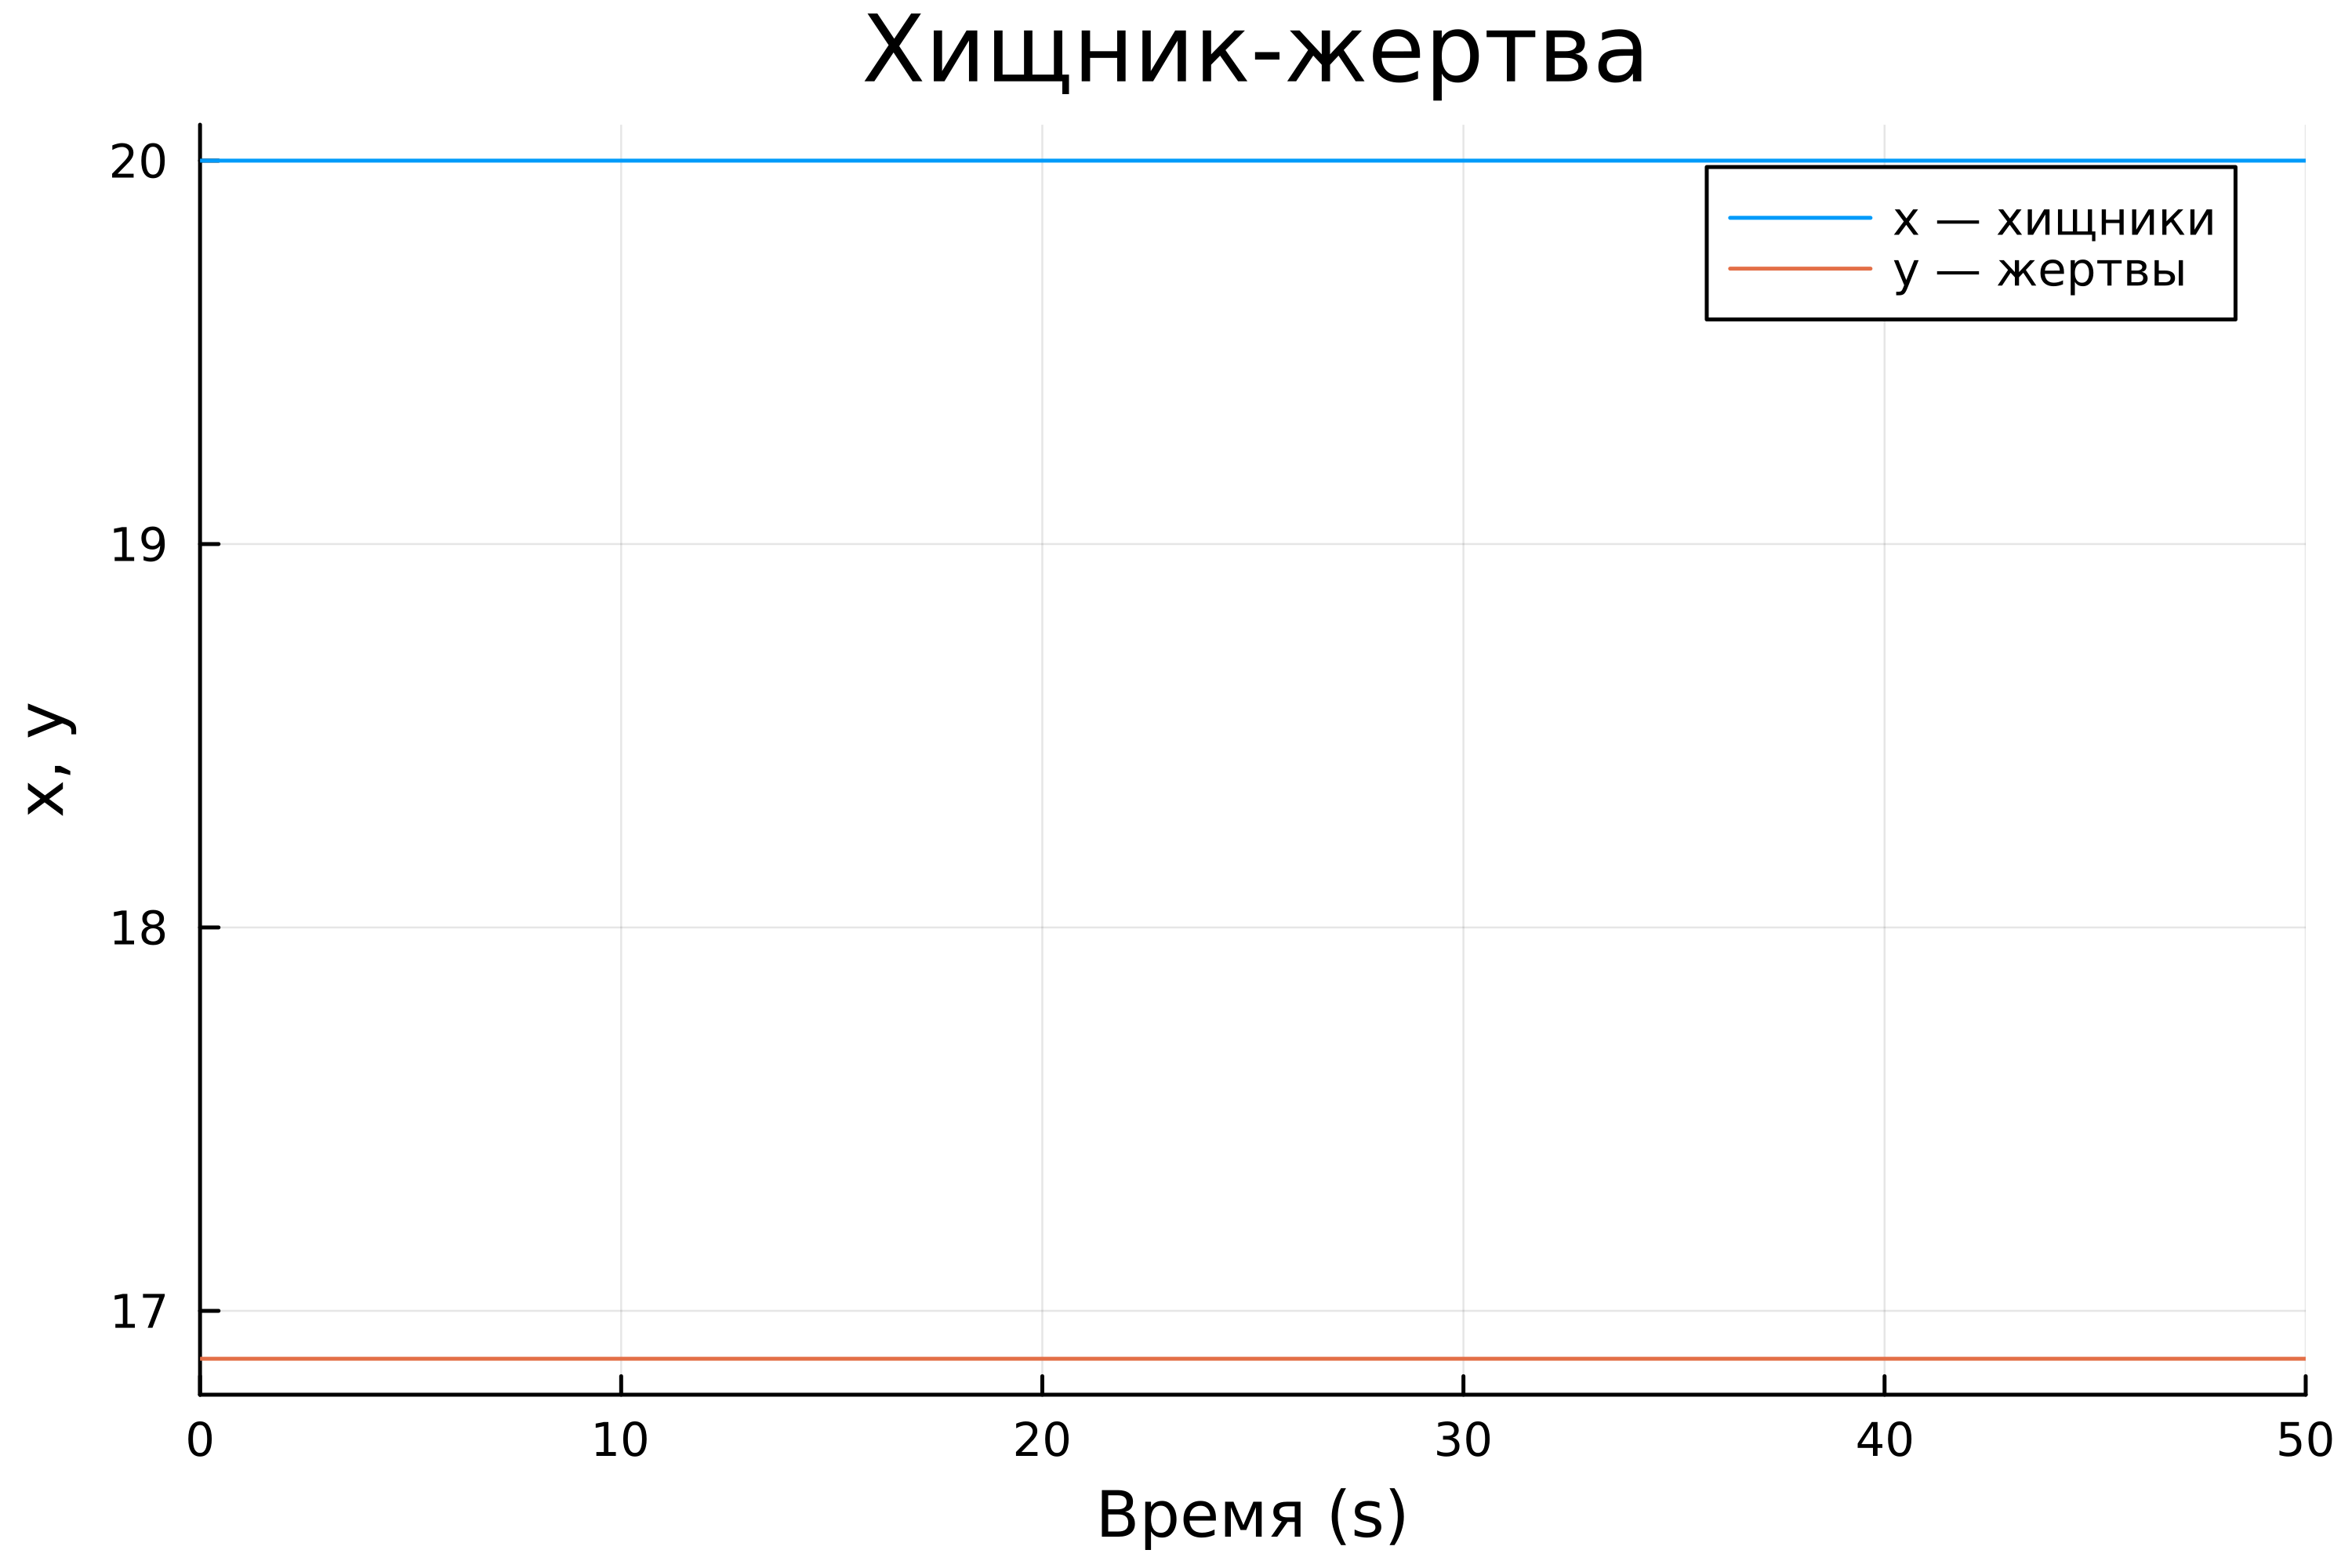 Хищник-жертва
20
x — хищники
y — жертвы
19
x, y
18
17
0 10 20 30 40 50
Время (s)